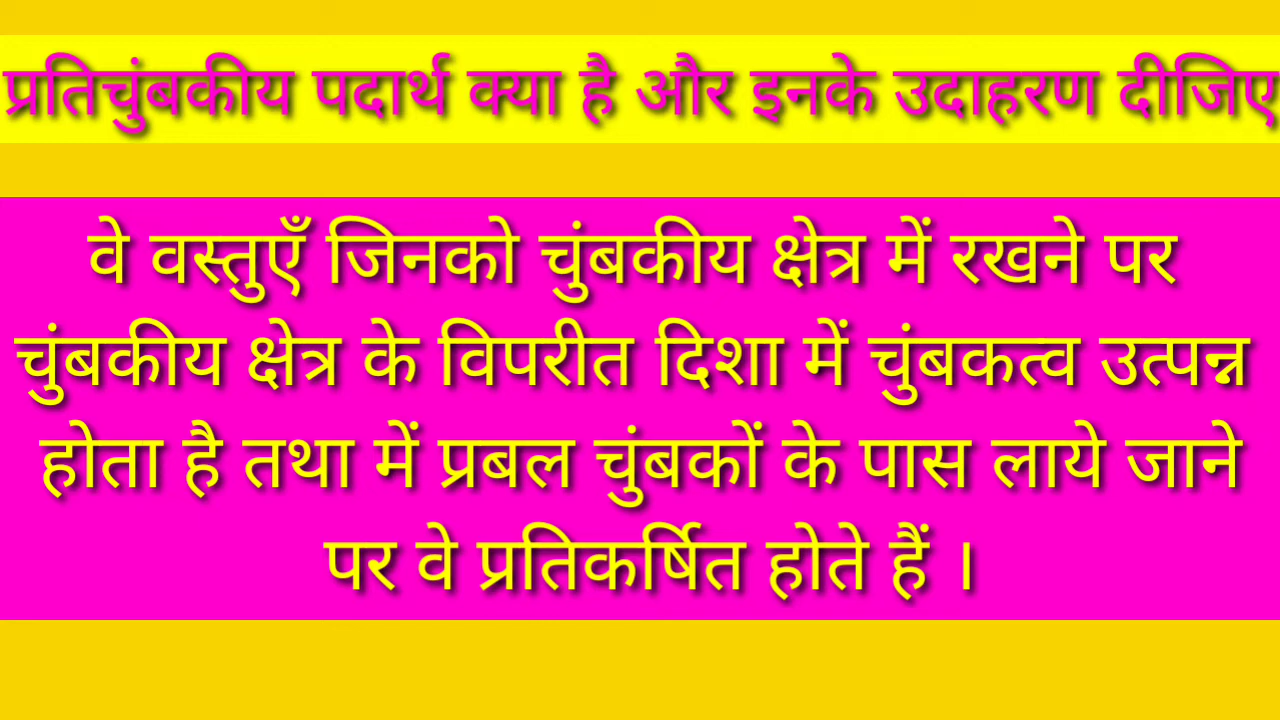 प्रतिचुंबकीय पदार्थ क्या है और इनके उदाहरण दीजिए
वे वस्तुएँ जिनको चुंबकीय क्षेत्र में रखने पर
चुंबकीय क्षेत्र के विपरीत दिशा में चुंबकत्व उत्पन्न
होता है तथा में प्रबल चुंबकों के पास लाये जाने
पर वे प्रतिकर्षित होते हैं ।